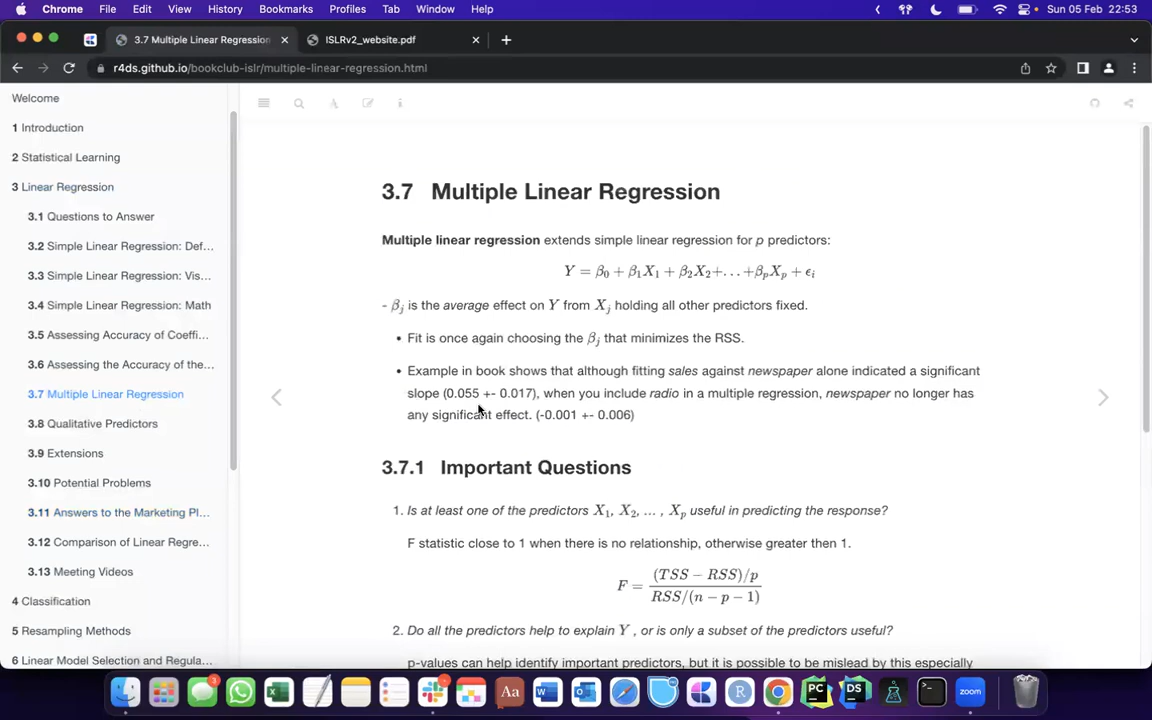 Chrome File Edit View History Bookmarks Profiles Tab Window Help Sun 05 Feb 22:53
3.7 Multiple Linear Regression ISLRv2_website.pdf
r4ds.github.io/bookclub-islr/multiple-linear-regression.html
Welcome
1 Introduction
2 Statistical Learning
3 Linear Regression
3.1 Questions to Answer
3.2 Simple Linear Regression: Def...
3.3 Simple Linear Regression: Vis...
3.4 Simple Linear Regression: Math
3.5 Assessing Accuracy of Coeffi...
3.6 Assessing the Accuracy of the...
3.7 Multiple Linear Regression
3.8 Qualitative Predictors
3.9 Extensions
3.10 Potential Problems
3.11 Answers to the Marketing Pl...
3.12 Comparison of Linear Regre...
3.13 Meeting Videos
4 Classification
5 Resampling Methods
6 Linear Model Selection and Regula...
3.7 Multiple Linear Regression
Multiple linear regression extends simple linear regression for p predictors:
Y = β₀ + β₁X₁ + β₂X₂+. . . +βₚXₚ + ϵᵢ
- βⱼ is the average effect on Y from Xⱼ holding all other predictors fixed.
• Fit is once again choosing the βⱼ that minimizes the RSS.
• Example in book shows that although fitting sales against newspaper alone indicated a significant
slope (0.055 +- 0.017), when you include radio in a multiple regression, newspaper no longer has
any significant effect. (-0.001 +- 0.006)
3.7.1 Important Questions
1. Is at least one of the predictors X₁, X₂, ... , Xₚ useful in predicting the response?
F statistic close to 1 when there is no relationship, otherwise greater then 1.
F = (TSS − RSS)/p
RSS/(n − p − 1)
2. Do all the predictors help to explain Y , or is only a subset of the predictors useful?
p-values can help identify important predictors, but it is possible to be mislead by this especially
3
Aa
PC
DS
zoom